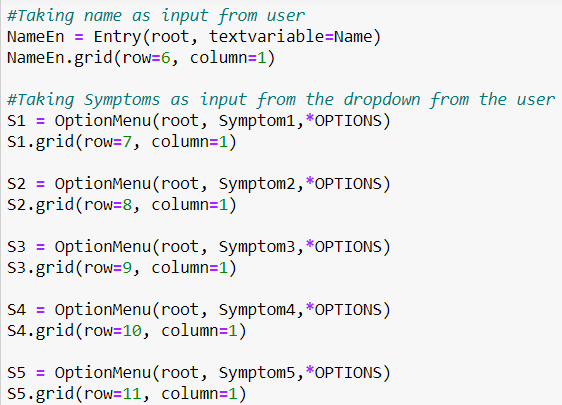 #Taking name as input from user
NameEn = Entry(root, textvariable=Name)
NameEn.grid(row=6, column=1)
#Taking Symptoms as input from the dropdown from the user
S1 = OptionMenu(root, Symptom1,*OPTIONS)
S1.grid(row=7, column=1)
S2 = OptionMenu(root, Symptom2,*OPTIONS)
S2.grid(row=8, column=1)
S3 = OptionMenu(root, Symptom3,*OPTIONS)
S3.grid(row=9, column=1)
S4 = OptionMenu(root, Symptom4,*OPTIONS)
S4.grid(row=10, column=1)
S5 = OptionMenu(root, Symptom5,*OPTIONS)
S5.grid(row=11, column=1)